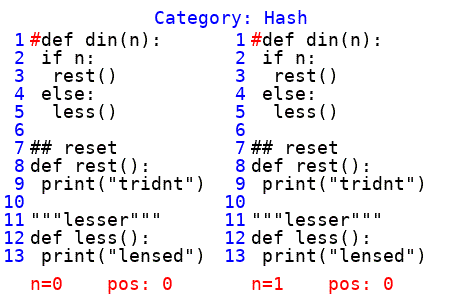 Category: Hash
1 #def din(n):
2  if n:
3   rest()
4  else:
5   less()
6
7 ## reset
8 def rest():
9  print("tridnt")
10
11 """lesser"""
12 def less():
13  print("lensed")
n=0    pos: 0
1 #def din(n):
2  if n:
3   rest()
4  else:
5   less()
6
7 ## reset
8 def rest():
9  print("tridnt")
10
11 """lesser"""
12 def less():
13  print("lensed")
n=1    pos: 0